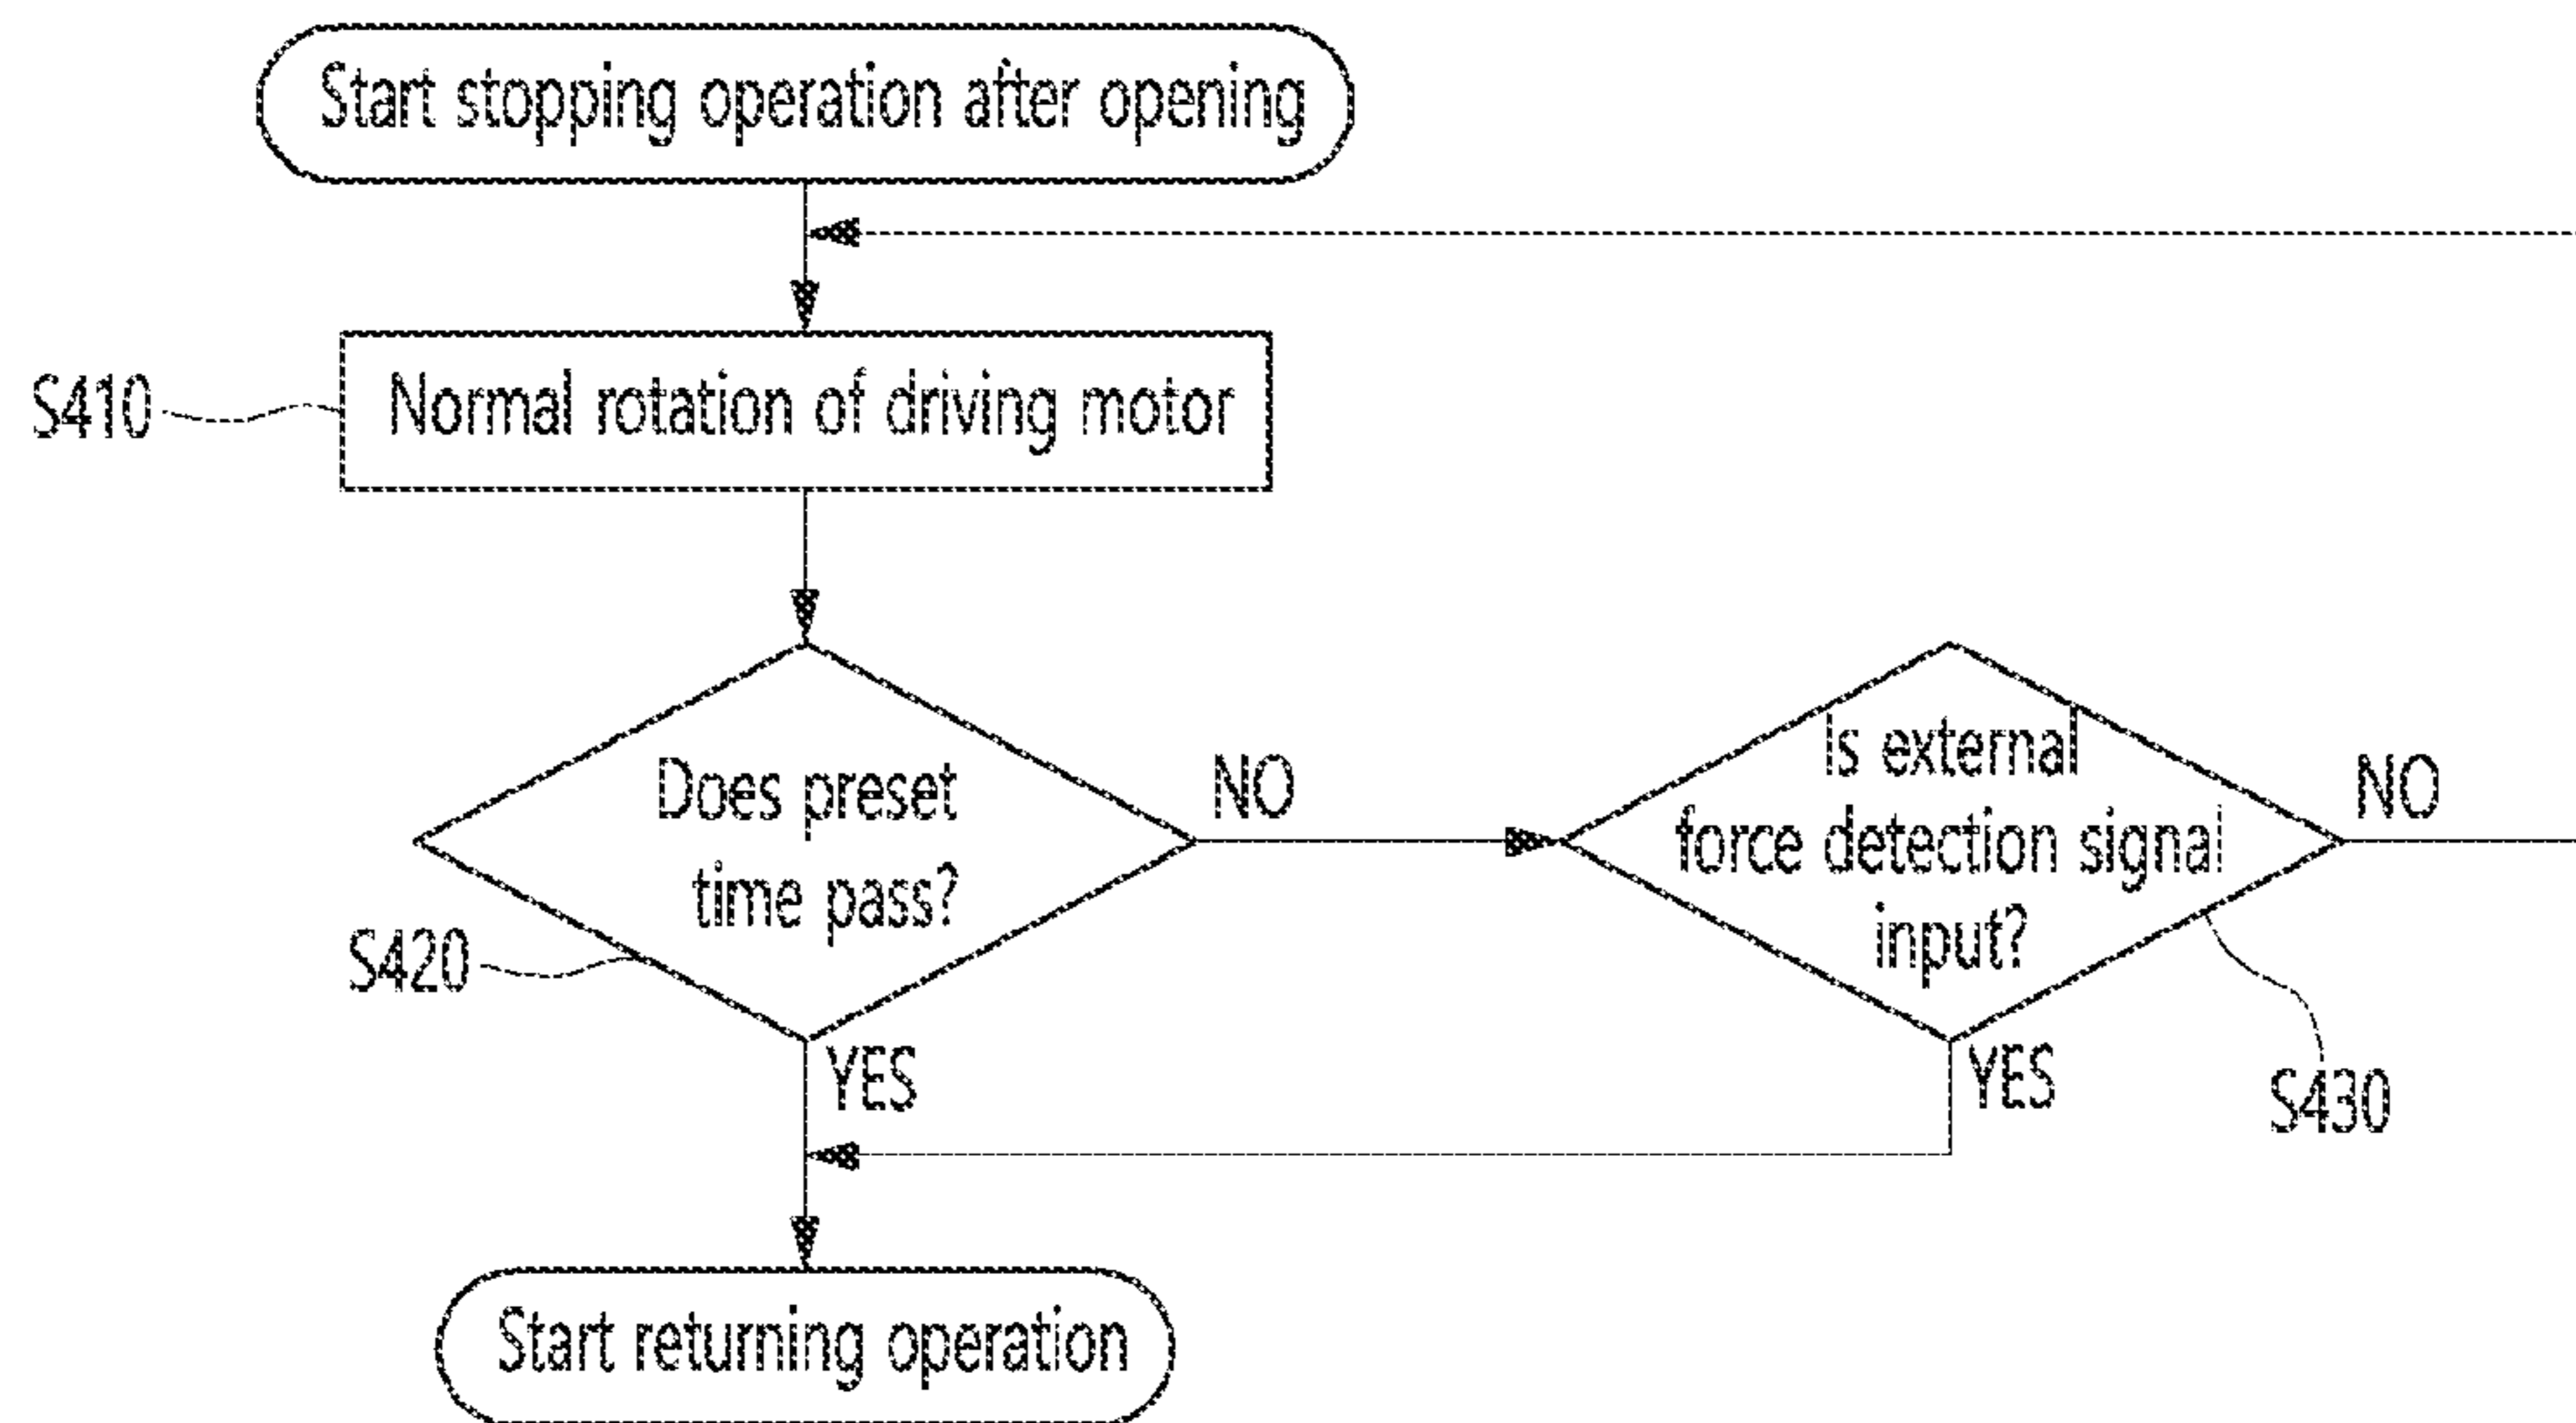 Start stopping operation after opening
S410
Normal rotation of driving motor
Does preset
time pass?
NO
S420
YES
Is external
force detection signal
input?
NO
YES
S430
Start returning operation